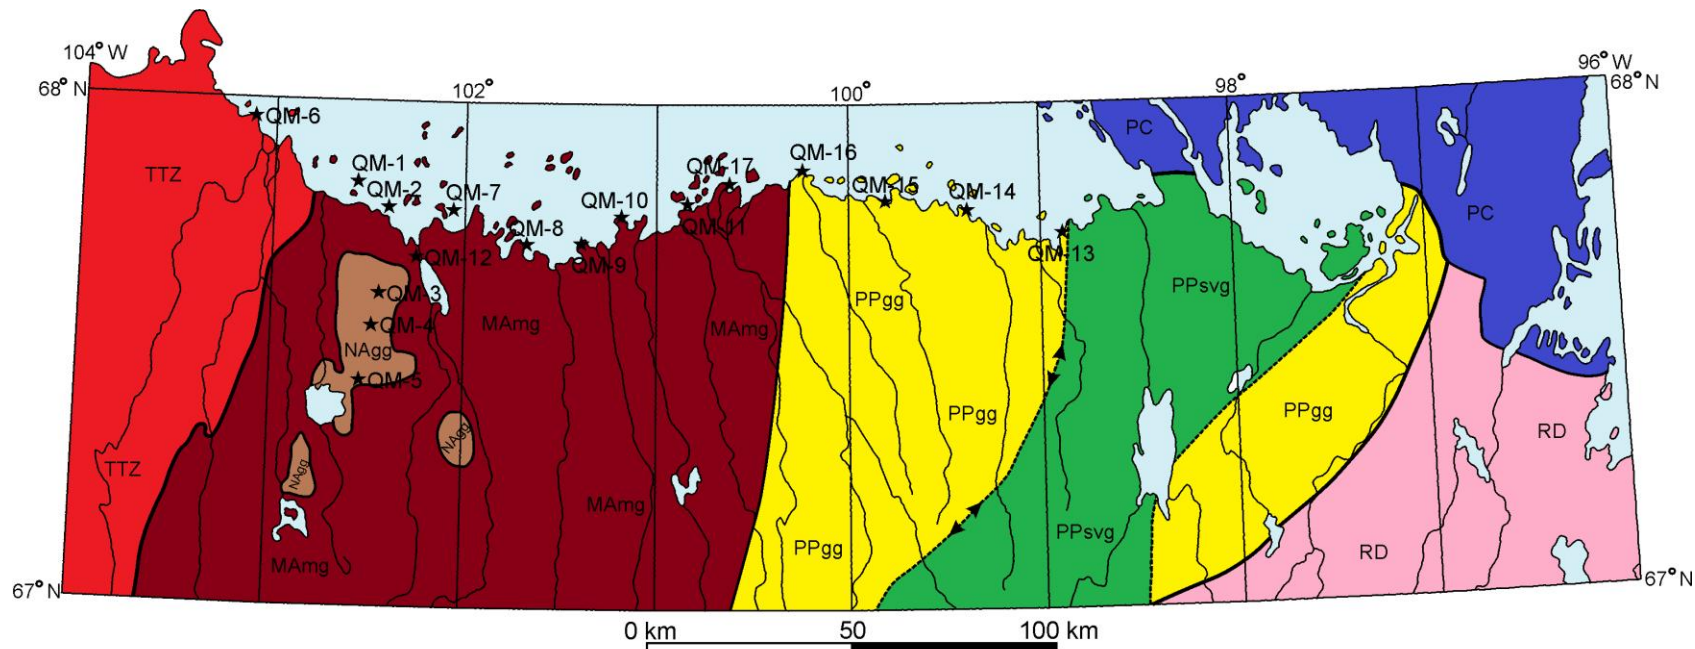 104° W
96° W
68° N
102°
100°
98°
68° N
QM-6
PC
TTZ
QM-1
QM-17
QM-16
QM-2
QM-7
QM-15
QM-14
QM-10
PC
QM-8
QM-11
QM-12
QM-9
QM-13
QM-3
PPsvg
PPgg
QM-4
MAmg
MAmg
NAgg
QM-5
PPgg
PPgg
NAgg
RD
TTZ
NAgg
MAmg
PPsvg
PPgg
RD
MAmg
67° N
67° N
0 km
50
100 km